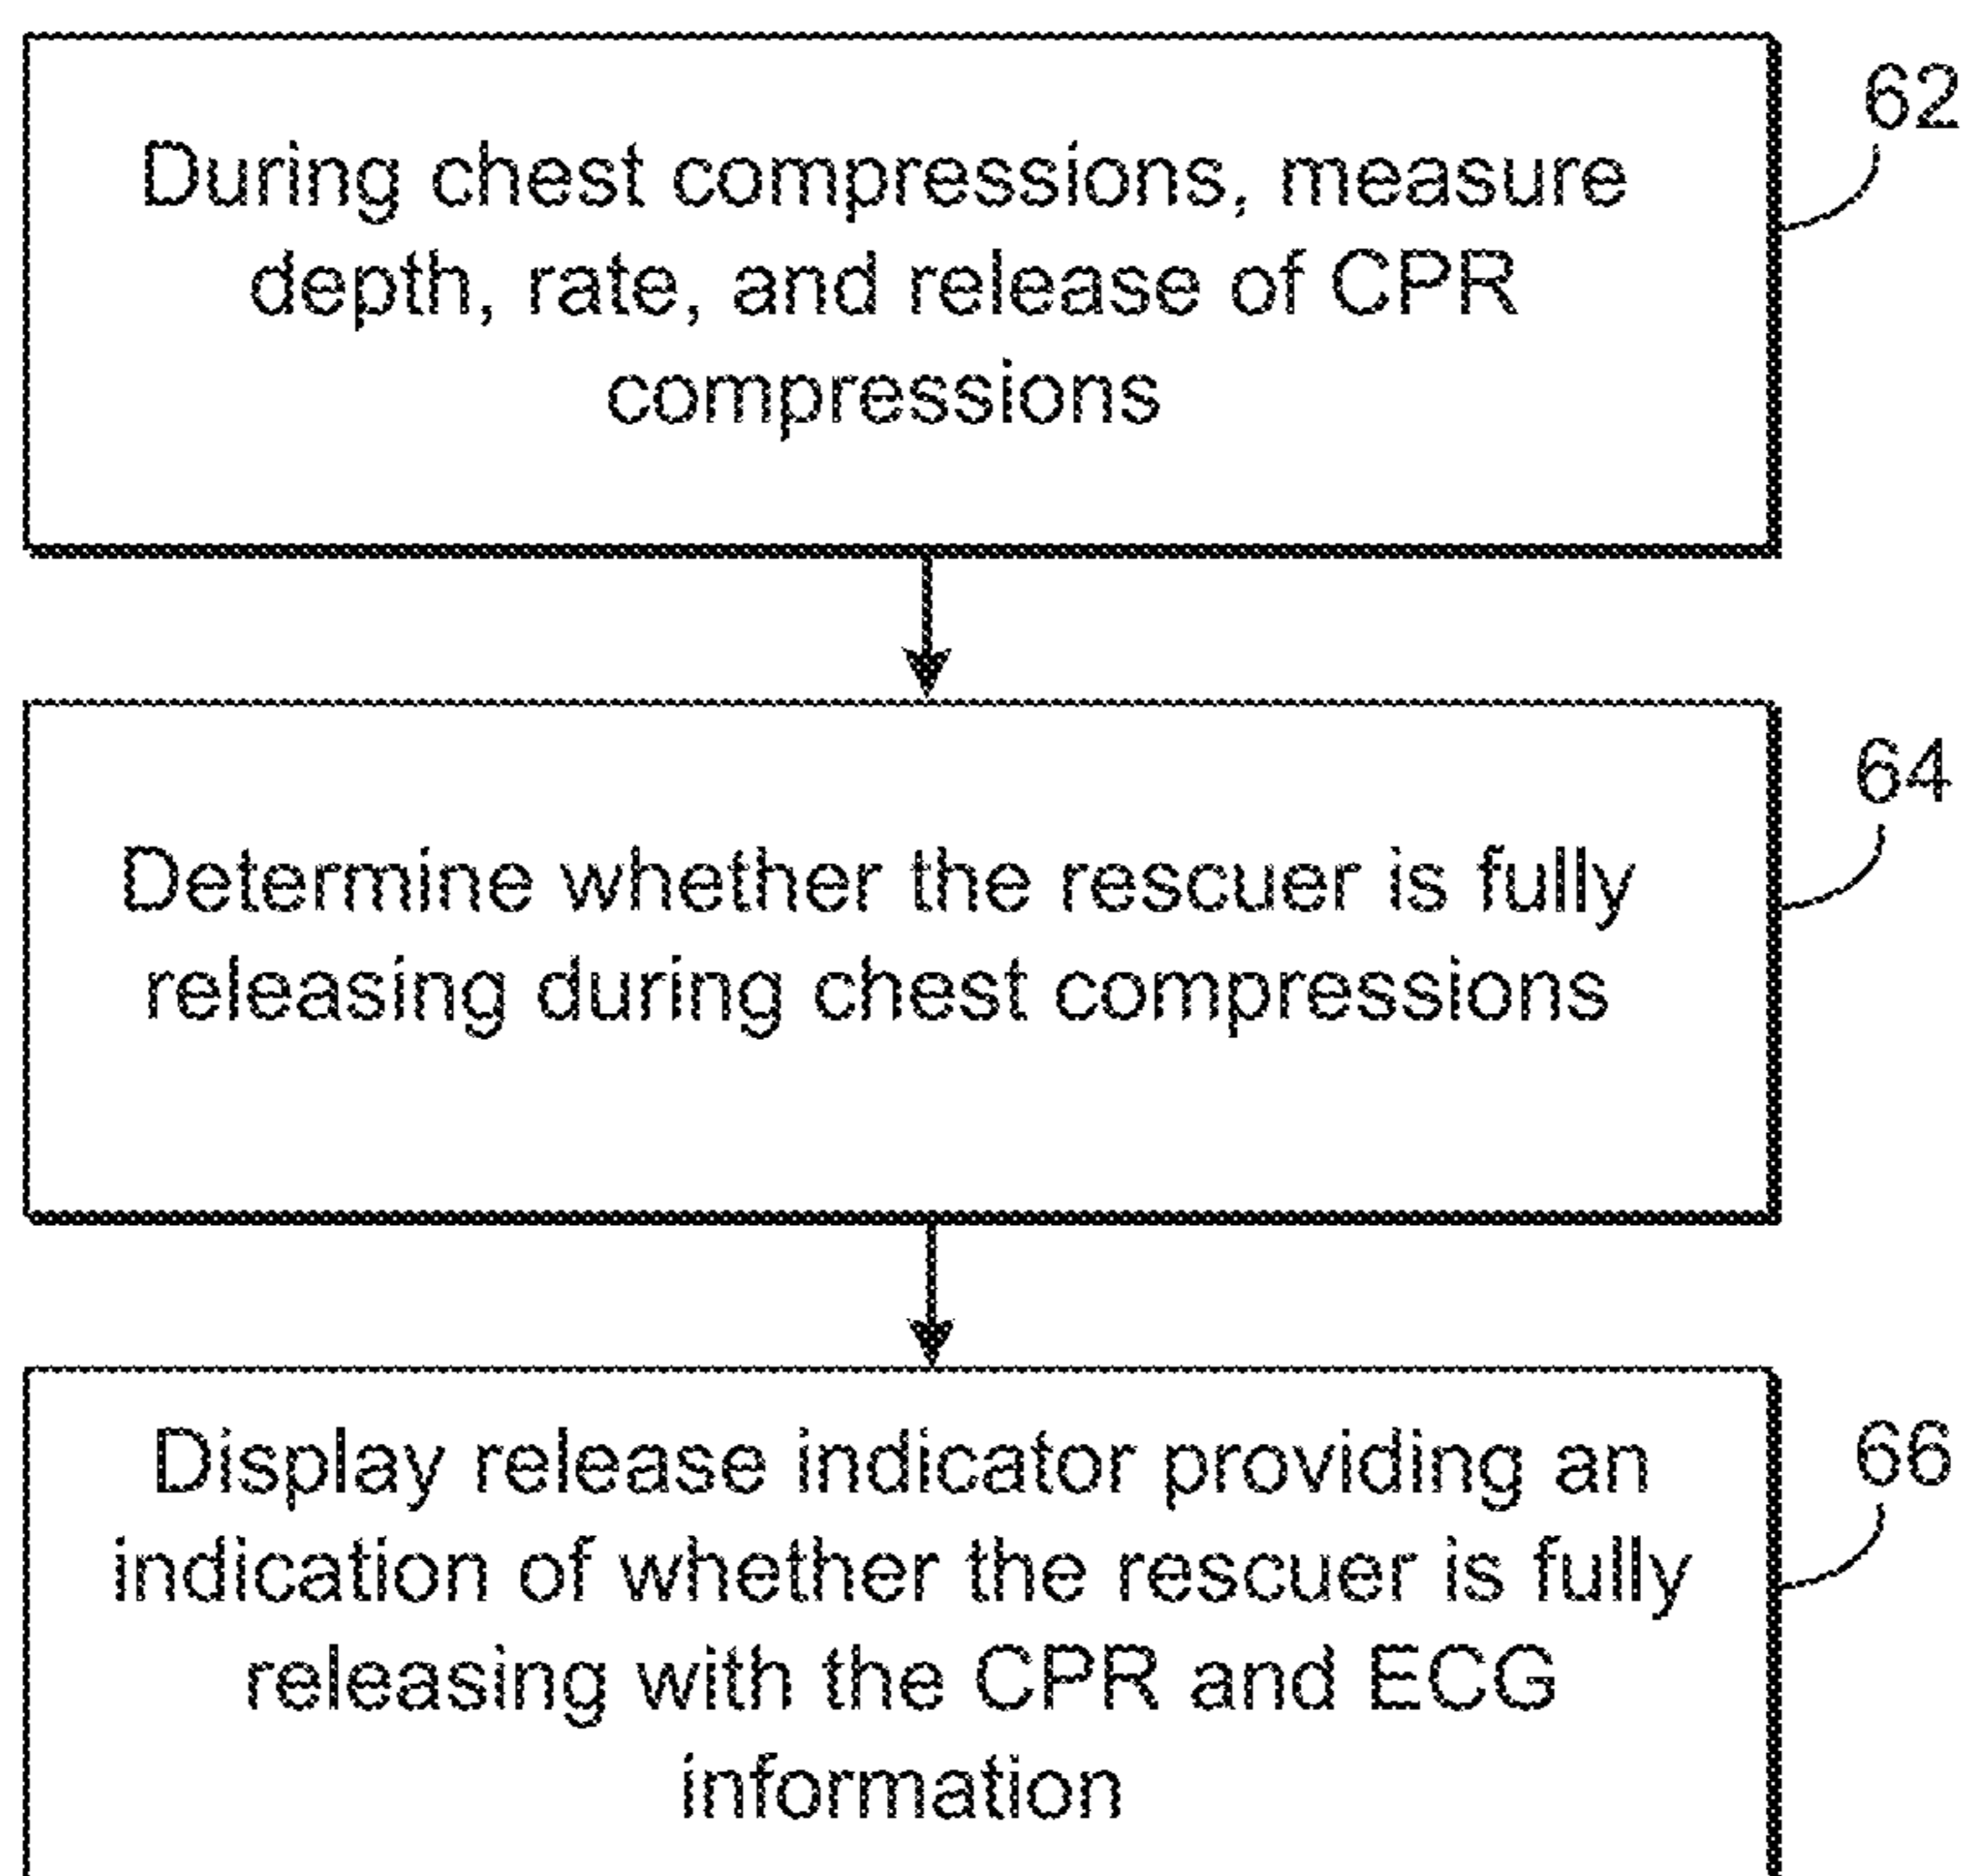 62
During chest compressions, measure
depth, rate, and release of CPR
compressions
64
Determine whether the rescuer is fully
releasing during chest compressions
66
Display release indicator providing an
indication of whether the rescuer is fully
releasing with the CPR and ECG
information